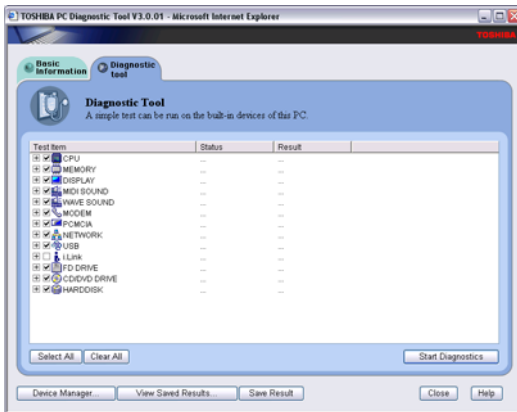 TOSHIBA PC Diagnostic Tool V3.0.01 - Microsoft Internet Explorer
TOSHIBA
Basic Information
Diagnostic tool
Diagnostic Tool
A simple test can be run on the built-in devices of this PC.
Test Item Status Result
CPU ... ...
MEMORY ... ...
DISPLAY ... ...
MIDI SOUND ... ...
WAVE SOUND ... ...
MODEM ... ...
PCMCIA ... ...
NETWORK ... ...
USB ... ...
i.Link ... ...
FD DRIVE ... ...
CD/DVD DRIVE ... ...
HARDDISK ... ...
Select All Clear All Start Diagnostics
Device Manager... View Saved Results... Save Result Close Help